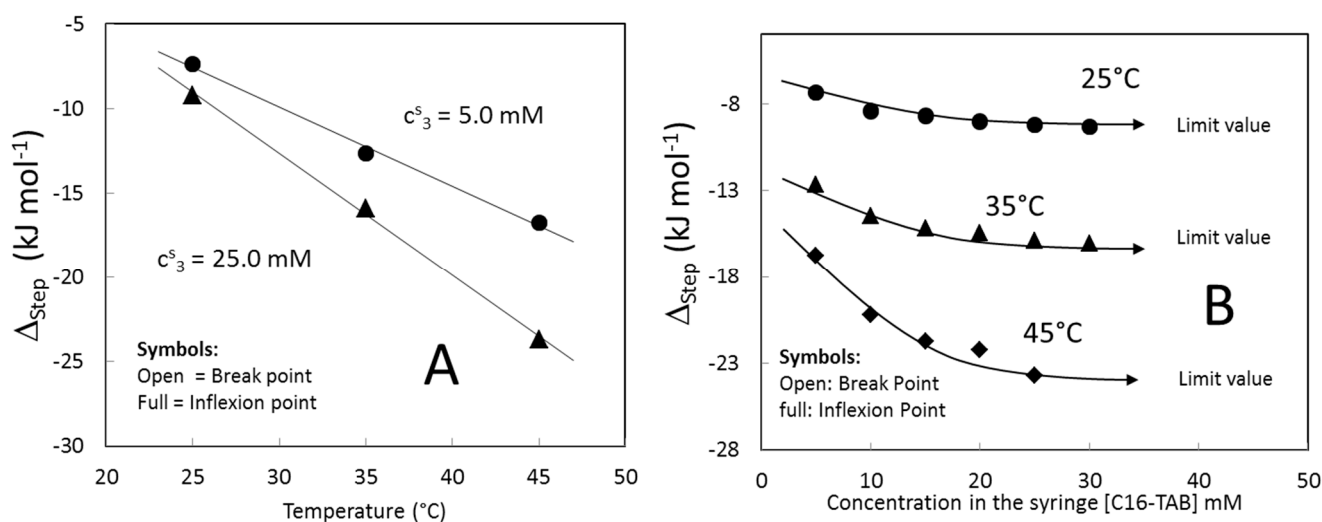 -5
-10
-15
-20
-25
-30
20
25
30
35
40
45
50
Δ_Step (kJ mol⁻¹)
Temperature (°C)
cˢ₃ = 5.0 mM
cˢ₃ = 25.0 mM
Symbols:
Open = Break point
Full = Inflexion point
A
-8
-13
-18
-23
-28
0
10
20
30
40
50
Δ_Step (kJ mol⁻¹)
Concentration in the syringe [C16-TAB] mM
25°C
Limit value
35°C
Limit value
B
45°C
Limit value
Symbols:
Open: Break Point
full: Inflexion Point